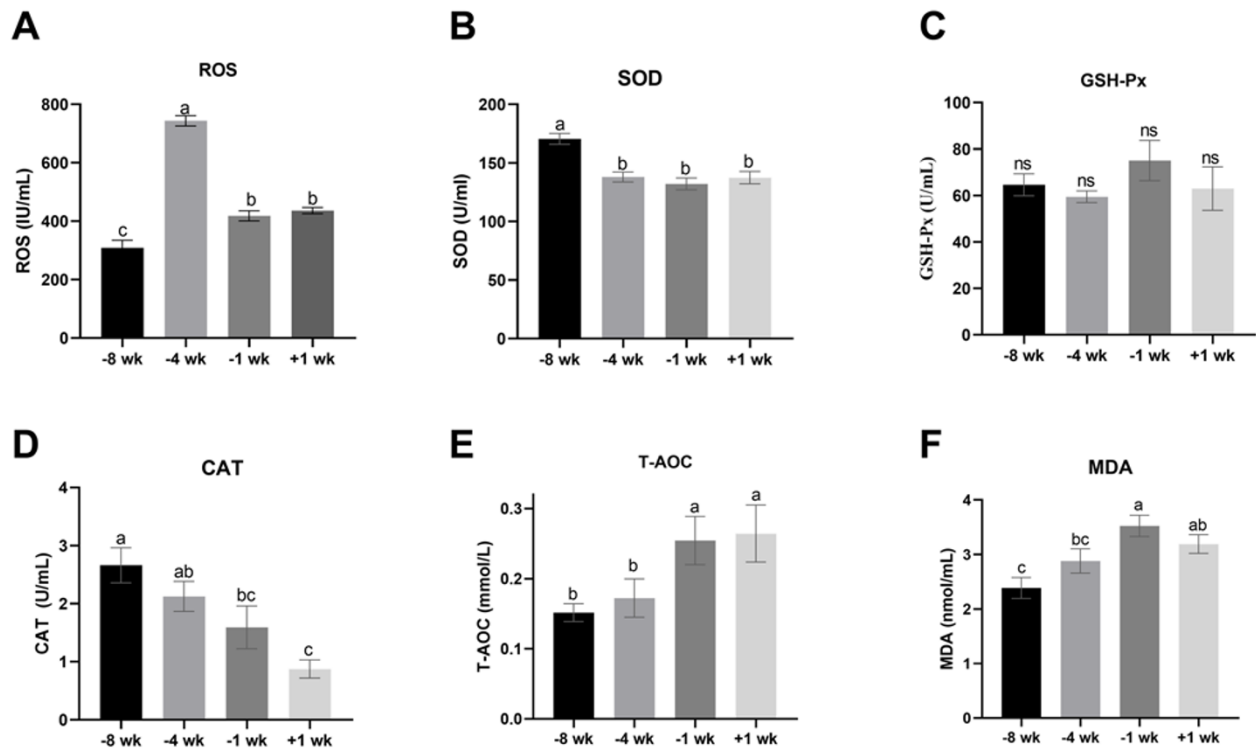 A
ROS
ROS (IU/mL)
800
600
400
200
0
c
a
b
b
-8 wk -4 wk -1 wk +1 wk
B
SOD
SOD (U/ml)
200
150
100
50
0
a
b
b
b
-8 wk -4 wk -1 wk +1 wk
C
GSH-Px
GSH-Px (U/mL)
100
80
60
40
20
0
ns
ns
ns
ns
-8 wk -4 wk -1 wk +1 wk
D
CAT
CAT (U/mL)
4
3
2
1
0
a
ab
bc
c
-8 wk -4 wk -1 wk +1 wk
E
T-AOC
T-AOC (mmol/L)
0.3
0.2
0.1
0.0
b
b
a
a
-8 wk -4 wk -1 wk +1 wk
F
MDA
MDA (nmol/mL)
4
3
2
1
0
c
bc
a
ab
-8 wk -4 wk -1 wk +1 wk